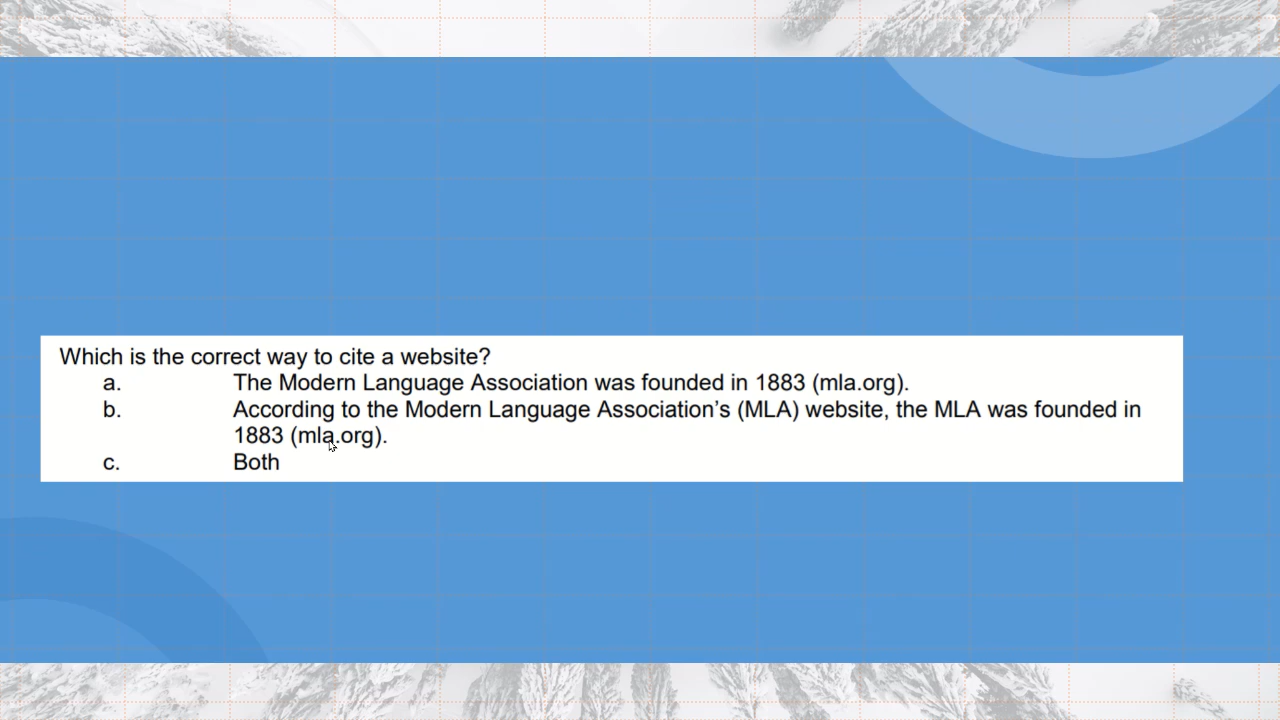 Which is the correct way to cite a website?
a. The Modern Language Association was founded in 1883 (mla.org).
b. According to the Modern Language Association’s (MLA) website, the MLA was founded in
1883 (mla.org).
c. Both